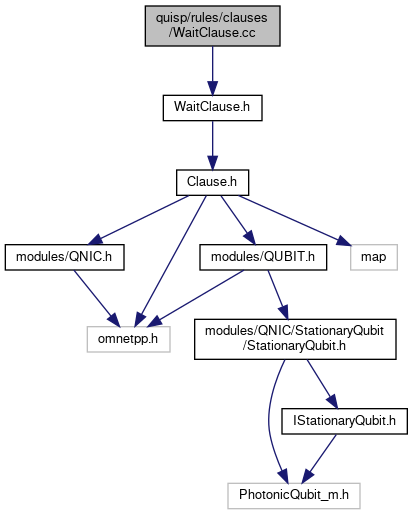 quisp/rules/clauses
/WaitClause.cc
WaitClause.h
Clause.h
modules/QNIC.h
modules/QUBIT.h
map
omnetpp.h
modules/QNIC/StationaryQubit
/StationaryQubit.h
IStationaryQubit.h
PhotonicQubit_m.h